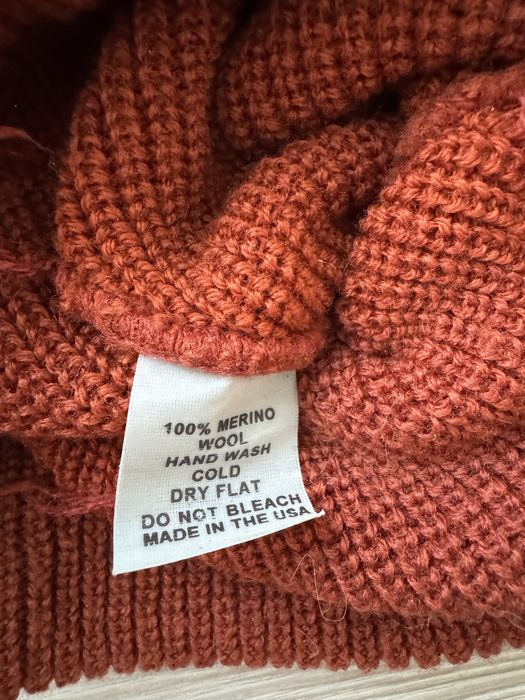 100% MERINO
WOOL
HAND WASH
COLD
DRY FLAT
DO NOT BLEACH
MADE IN THE USA